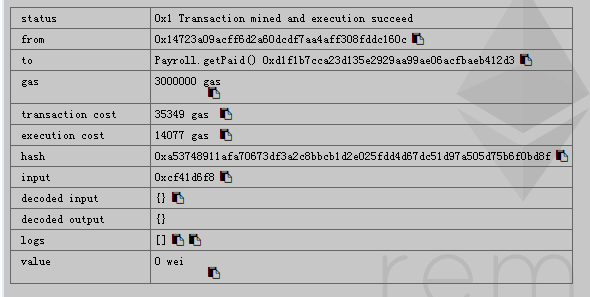 status 0x1 Transaction mined and execution succeed
from 0x14723a09acff6d2a60dcdf7aa4aff308fddc160c
to Payroll.getPaid() 0xd1f1b7cca23d135e2929aa99ae06acfbaeb412d3
gas 3000000 gas
transaction cost 35349 gas
execution cost 14077 gas
hash 0xa53748911afa70673df3a2c8bbcb1d2e025fdd4d67dc51d97a505d75b6f0bd8f
input 0xcf41d6f8
decoded input {}
decoded output {}
logs []
value 0 wei
rem